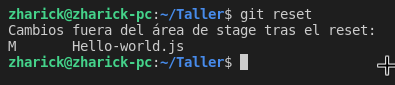 zharick@zharick-pc:~/Taller$ git reset
Cambios fuera del área de stage tras el reset:
M       Hello-world.js
zharick@zharick-pc:~/Taller$